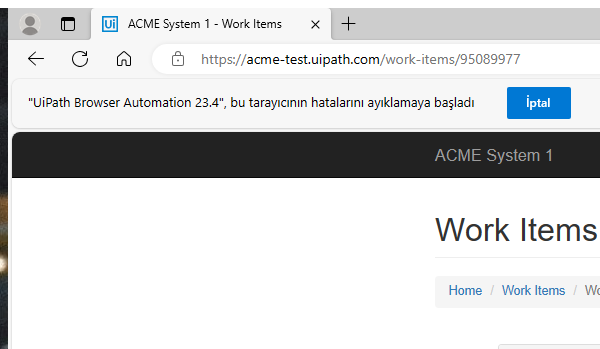 Ui ACME System 1 - Work Items
https://acme-test.uipath.com/work-items/95089977
"UiPath Browser Automation 23.4", bu tarayıcının hatalarını ayıklamaya başladı İptal
ACME System 1
Work Items
Home / Work Items / Wo